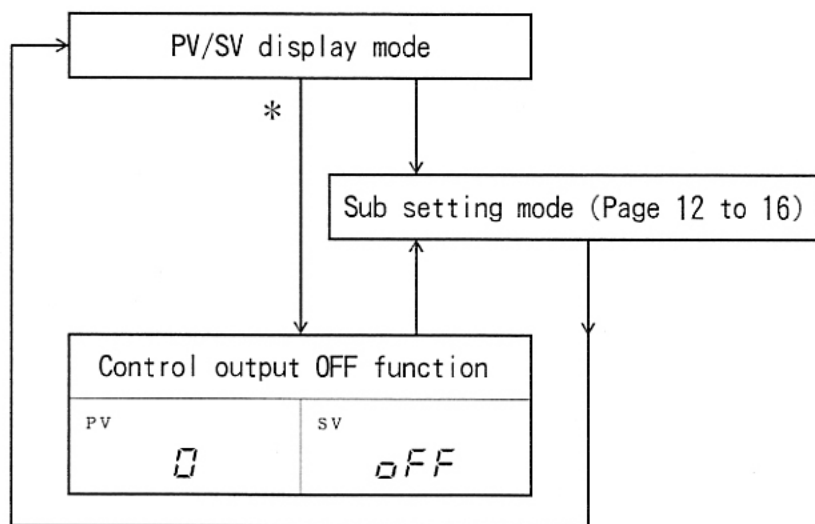 PV/SV display mode
*
Sub setting mode (Page 12 to 16)
Control output OFF function
PV
SV
0
oFF